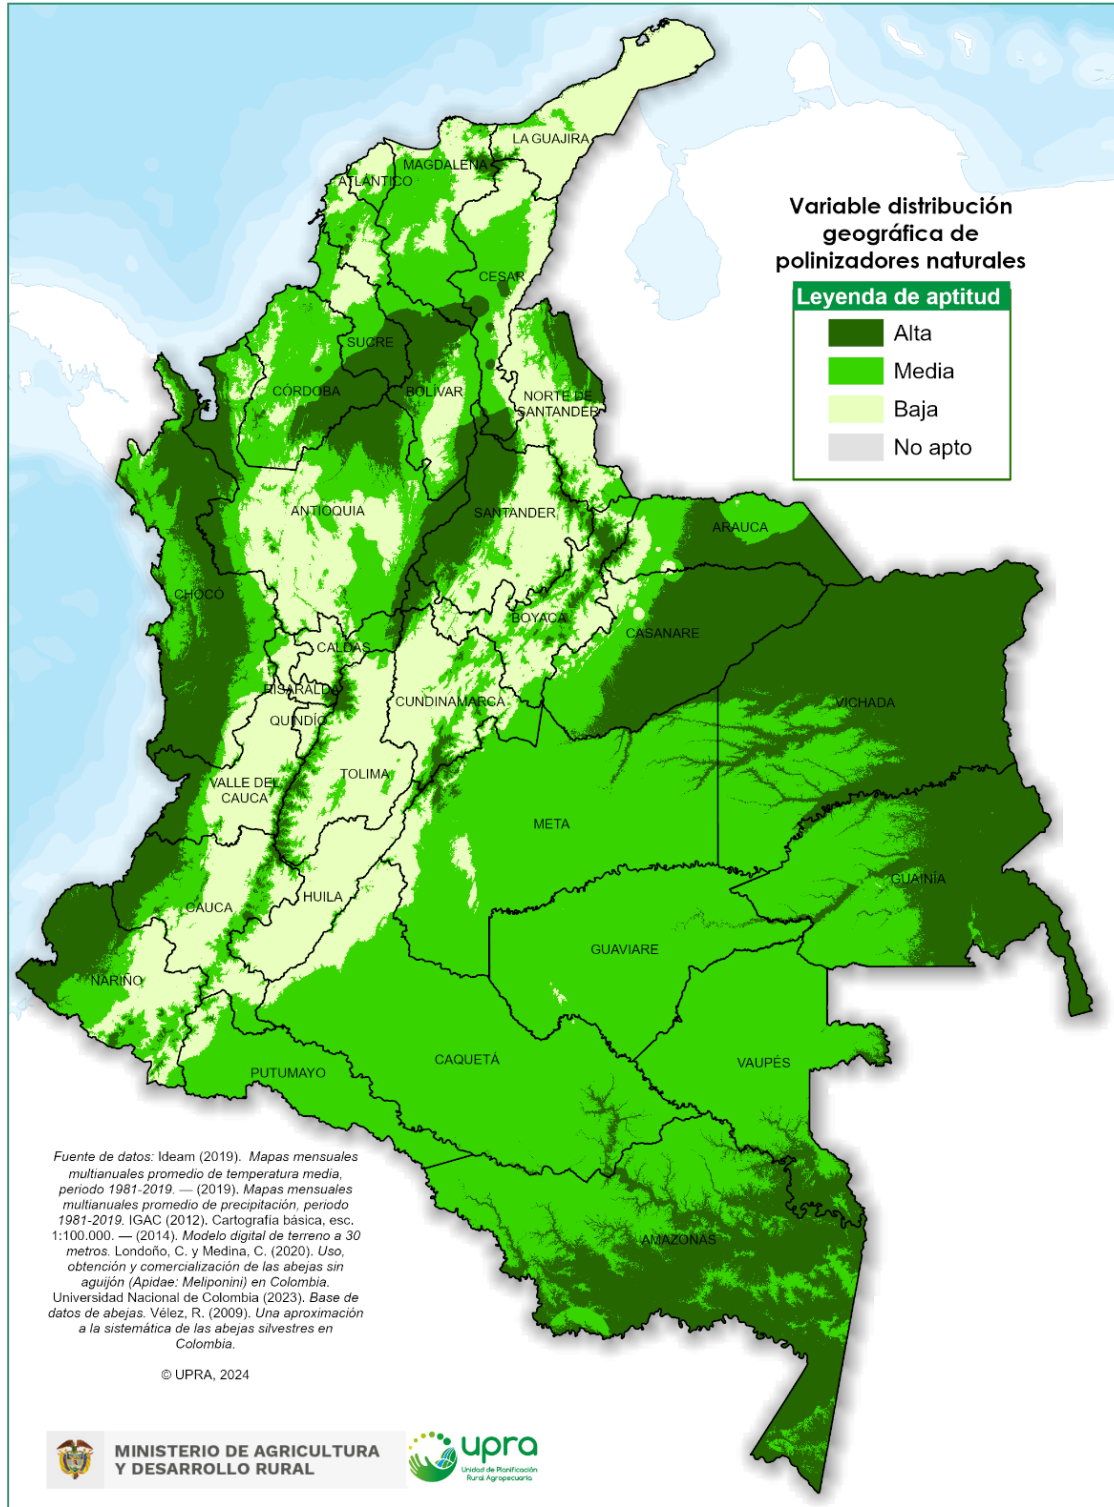 LA GUAJIRA
MAGDALENA
ATLÁNTICO
Variable distribución
geográfica de
polinizadores naturales
Leyenda de aptitud
Alta
Media
Baja
No apto
CESAR
SUCRE
CÓRDOBA
BOLÍVAR
NORTE DE
SANTANDER
ANTIOQUIA
SANTANDER
ARAUCA
CHOCÓ
BOYACÁ
CASANARE
CALDAS
RISARALDA
CUNDINAMARCA
VICHADA
QUINDÍO
TOLIMA
VALLE DEL
CAUCA
META
GUAINÍA
HUILA
CAUCA
GUAVIARE
NARIÑO
CAQUETÁ
VAUPÉS
PUTUMAYO
AMAZONAS
Fuente de datos: Ideam (2019). Mapas mensuales
multianuales promedio de temperatura media,
periodo 1981-2019. — (2019). Mapas mensuales
multianuales promedio de precipitación, periodo
1981-2019. IGAC (2012). Cartografía básica, esc.
1:100.000. — (2014). Modelo digital de terreno a 30
metros. Londoño, C. y Medina, C. (2020). Uso,
obtención y comercialización de las abejas sin
aguijón (Apidae: Meliponini) en Colombia.
Universidad Nacional de Colombia (2023). Base de
datos de abejas. Vélez, R. (2009). Una aproximación
a la sistemática de las abejas silvestres en
Colombia.
© UPRA, 2024
MINISTERIO DE AGRICULTURA
Y DESARROLLO RURAL
upra
Unidad de Planificación
Rural Agropecuaria